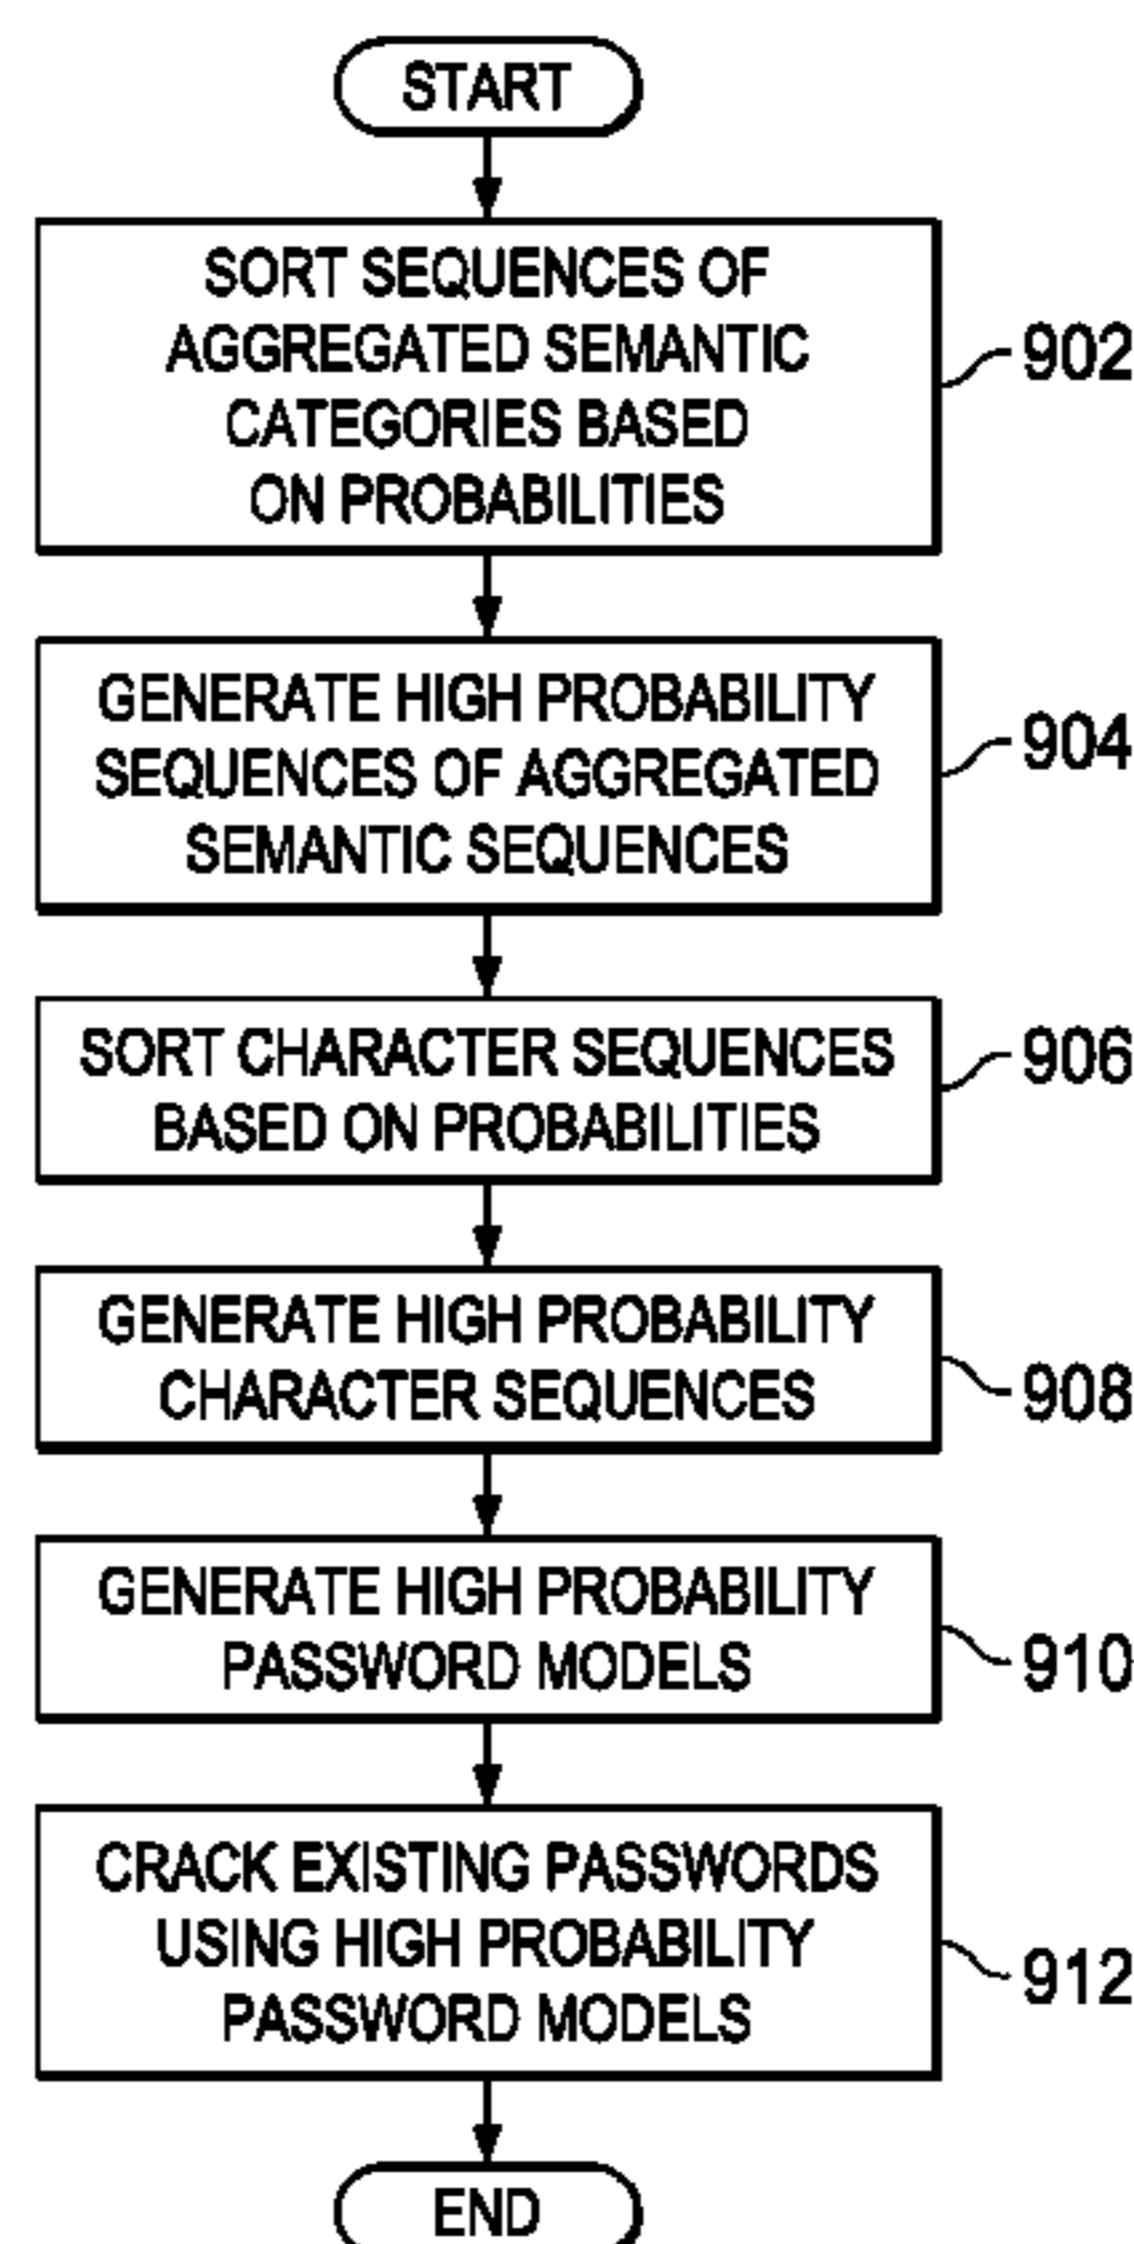 START
SORT SEQUENCES OF
AGGREGATED SEMANTIC
CATEGORIES BASED
ON PROBABILITIES
902
GENERATE HIGH PROBABILITY
SEQUENCES OF AGGREGATED
SEMANTIC SEQUENCES
904
SORT CHARACTER SEQUENCES
BASED ON PROBABILITIES
906
GENERATE HIGH PROBABILITY
CHARACTER SEQUENCES
908
GENERATE HIGH PROBABILITY
PASSWORD MODELS
910
CRACK EXISTING PASSWORDS
USING HIGH PROBABILITY
PASSWORD MODELS
912
END